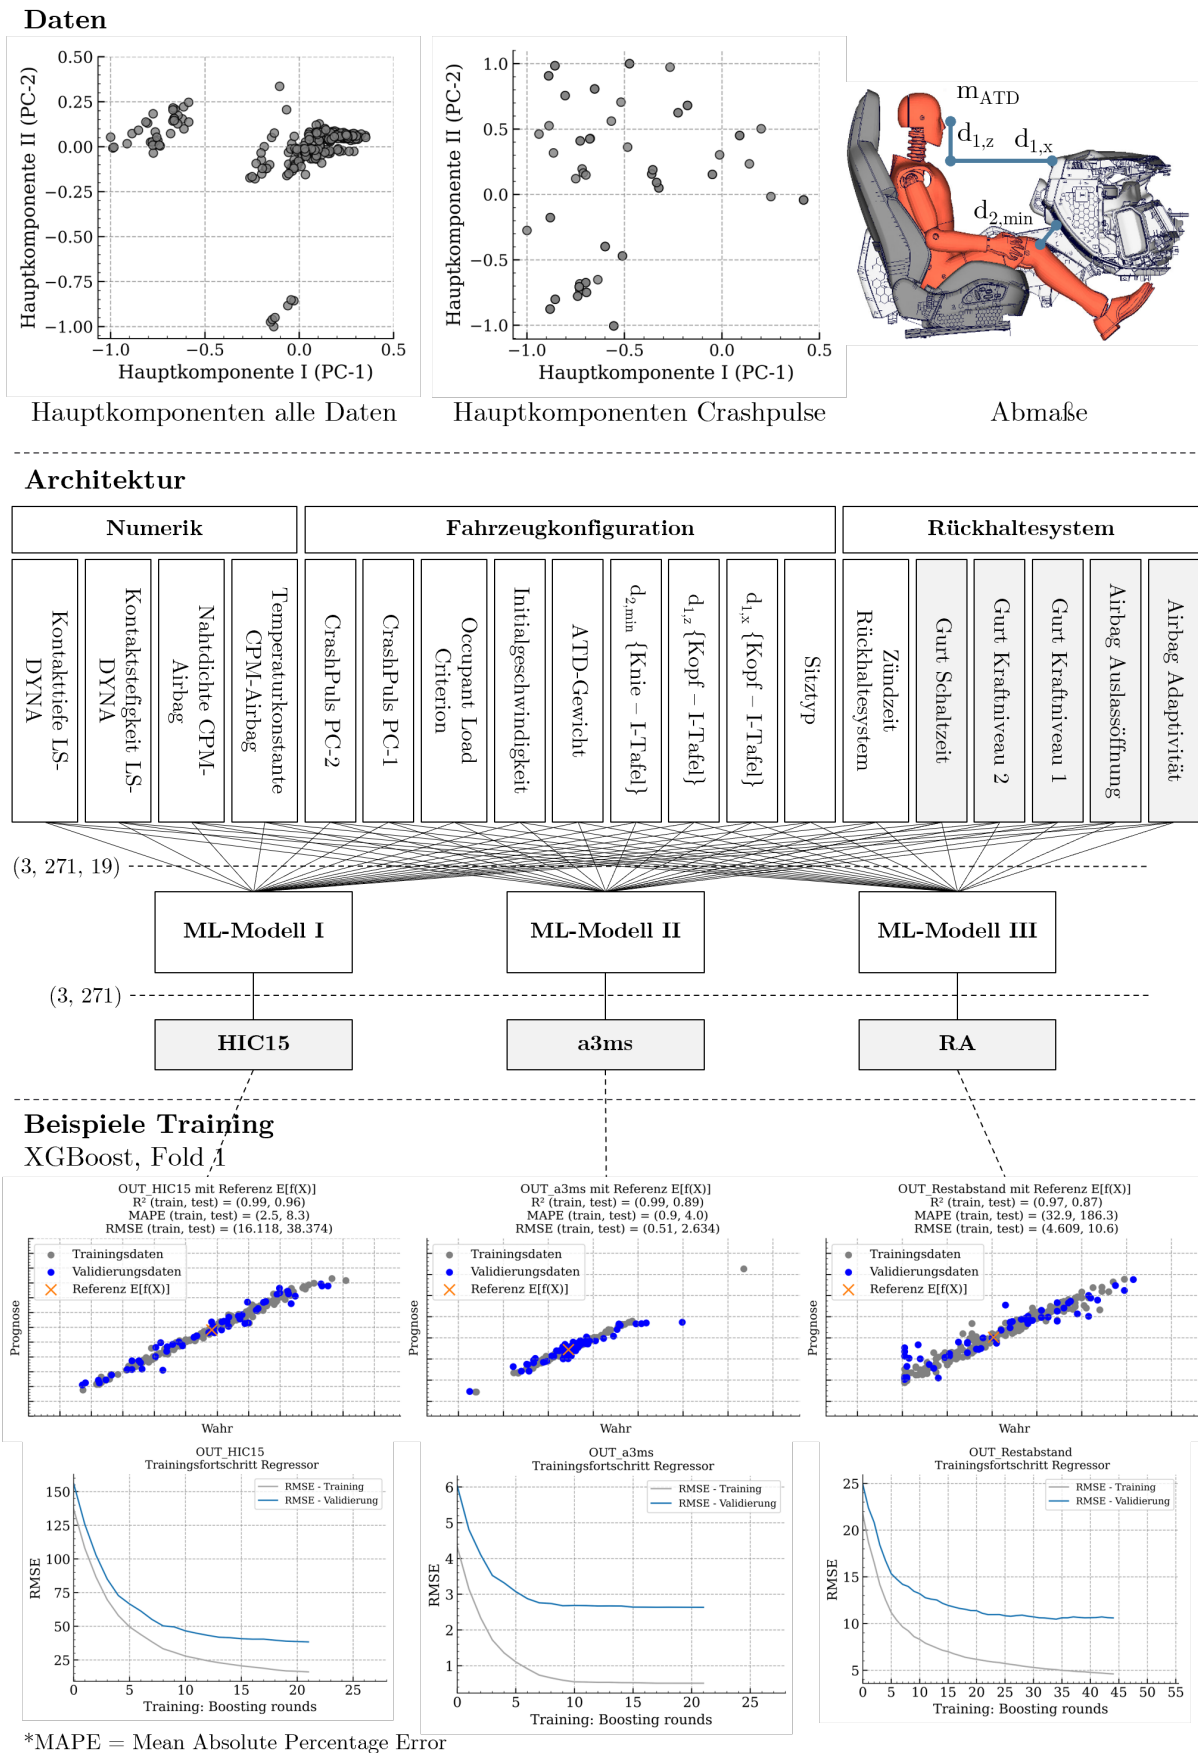 Daten
0.50
0.25
0.00
−0.25
−0.50
−0.75
−1.00
−1.0 −0.5 0.0 0.5
Hauptkomponente II (PC-2)
Hauptkomponente I (PC-1)
Hauptkomponenten alle Daten
1.0
0.5
0.0
−0.5
−1.0
−1.0 −0.5 0.0 0.5
Hauptkomponente II (PC-2)
Hauptkomponente I (PC-1)
Hauptkomponenten Crashpulse
m_ATD
d_1,z d_1,x
d_2,min
Abmaße
Architektur
Numerik Fahrzeugkonfiguration Rückhaltesystem
Kontakttiefe LS-
DYNA
Kontaktstefigkeit LS-
DYNA
Nahtdichte CPM-
Airbag
Temperaturkonstante
CPM-Airbag
CrashPuls PC-2
CrashPuls PC-1
Occupant Load
Criterion
Initialgeschwindigkeit
ATD-Gewicht
d_2,min {Knie – I-Tafel}
d_1,z {Kopf – I-Tafel}
d_1,x {Kopf – I-Tafel}
Sitztyp
Zündzeit
Rückhaltesystem
Gurt Schaltzeit
Gurt Kraftniveau 2
Gurt Kraftniveau 1
Airbag Auslassöffnung
Airbag Adaptivität
(3, 271, 19)
ML-Modell I ML-Modell II ML-Modell III
(3, 271)
HIC15 a3ms RA
Beispiele Training
XGBoost, Fold 1
OUT_HIC15 mit Referenz E[f(X)]
R² (train, test) = (0.99, 0.96)
MAPE (train, test) = (2.5, 8.3)
RMSE (train, test) = (16.118, 38.374)
Trainingsdaten
Validierungsdaten
Referenz E[f(X)]
Prognose
Wahr
OUT_a3ms mit Referenz E[f(X)]
R² (train, test) = (0.99, 0.89)
MAPE (train, test) = (0.9, 4.0)
RMSE (train, test) = (0.51, 2.634)
Trainingsdaten
Validierungsdaten
Referenz E[f(X)]
Prognose
Wahr
OUT_Restabstand mit Referenz E[f(X)]
R² (train, test) = (0.97, 0.87)
MAPE (train, test) = (32.9, 186.3)
RMSE (train, test) = (4.609, 10.6)
Trainingsdaten
Validierungsdaten
Referenz E[f(X)]
Prognose
Wahr
OUT_HIC15
Trainingsfortschritt Regressor
RMSE - Training
RMSE - Validierung
150
125
100
75
50
25
RMSE
0 5 10 15 20 25
Training: Boosting rounds
OUT_a3ms
Trainingsfortschritt Regressor
RMSE - Training
RMSE - Validierung
6
5
4
3
2
1
RMSE
0 5 10 15 20 25
Training: Boosting rounds
OUT_Restabstand
Trainingsfortschritt Regressor
RMSE - Training
RMSE - Validierung
25
20
15
10
5
RMSE
0 5 10 15 20 25 30 35 40 45 50 55
Training: Boosting rounds
*MAPE = Mean Absolute Percentage Error